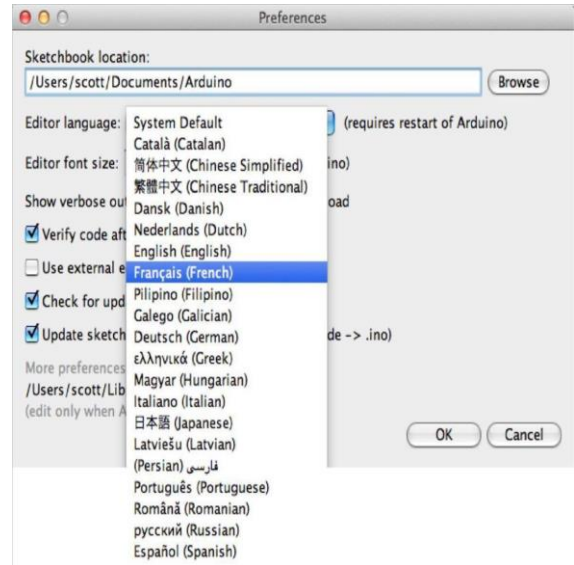 Preferences
Sketchbook location:
/Users/scott/Documents/Arduino
Browse
Editor language:
(requires restart of Arduino)
Editor font size:
ino)
Show verbose out
oad
Verify code aft
Use external e
Check for upd
Update sketch
de -> .ino)
More preferences
/Users/scott/Lib
(edit only when A
System Default
Català (Catalan)
简体中文 (Chinese Simplified)
繁體中文 (Chinese Traditional)
Dansk (Danish)
Nederlands (Dutch)
English (English)
Français (French)
Pilipino (Filipino)
Galego (Galician)
Deutsch (German)
ελληνικά (Greek)
Magyar (Hungarian)
Italiano (Italian)
日本語 (Japanese)
Latviešu (Latvian)
(Persian) فارسی
Português (Portuguese)
Română (Romanian)
русский (Russian)
Español (Spanish)
OK
Cancel